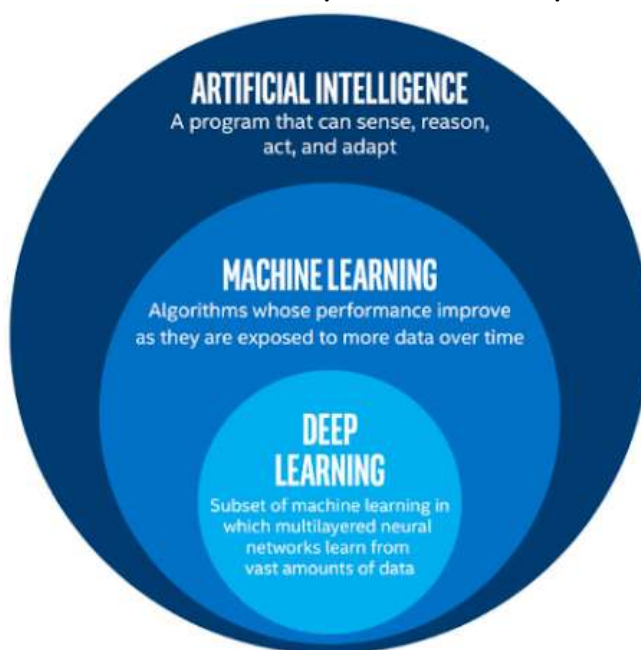 ARTIFICIAL INTELLIGENCE
A program that can sense, reason,
act, and adapt
MACHINE LEARNING
Algorithms whose performance improve
as they are exposed to more data over time
DEEP
LEARNING
Subset of machine learning in
which multilayered neural
networks learn from
vast amounts of data